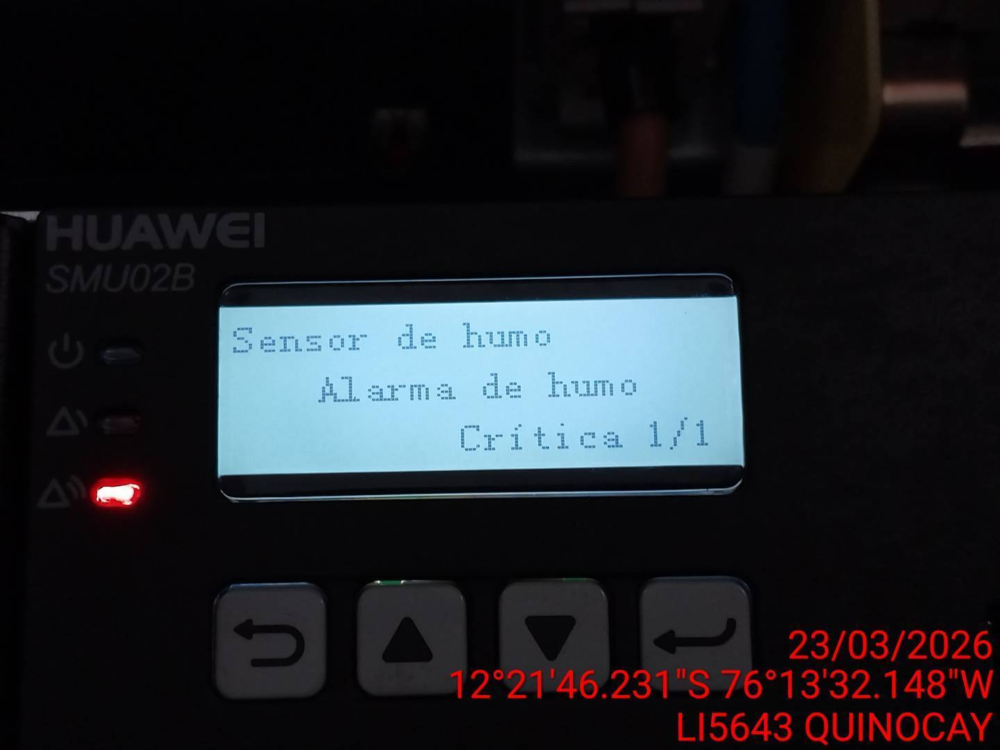 HUAWEI
SMU02B
Sensor de humo
Alarma de humo
Crítica 1/1
23/03/2026
12°21'46.231"S 76°13'32.148"W
LI5643 QUINOCAY